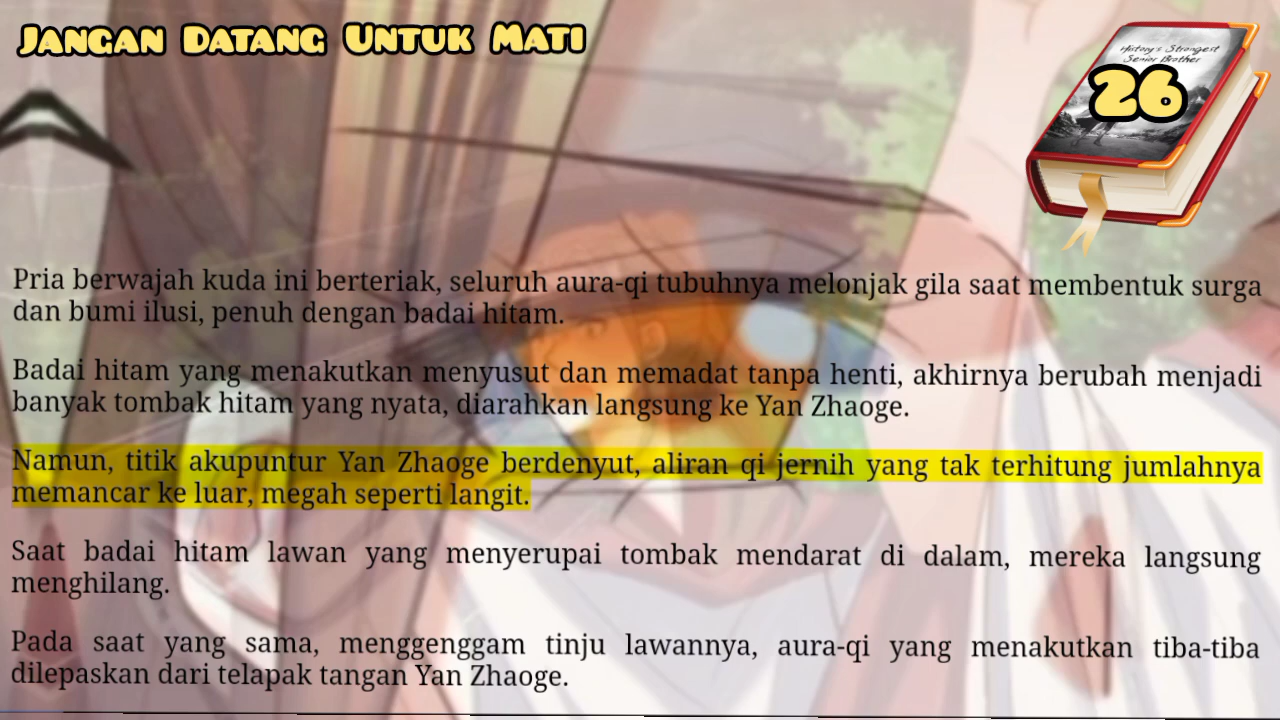 Jangan Datang Untuk Mati
History's Strongest
Senior Brother
26
Pria berwajah kuda ini berteriak, seluruh aura-qi tubuhnya melonjak gila saat membentuk surga
dan bumi ilusi, penuh dengan badai hitam.
Badai hitam yang menakutkan menyusut dan memadat tanpa henti, akhirnya berubah menjadi
banyak tombak hitam yang nyata, diarahkan langsung ke Yan Zhaoge.
Namun, titik akupuntur Yan Zhaoge berdenyut, aliran qi jernih yang tak terhitung jumlahnya
memancar ke luar, megah seperti langit.
Saat badai hitam lawan yang menyerupai tombak mendarat di dalam, mereka langsung
menghilang.
Pada saat yang sama, menggenggam tinju lawannya, aura-qi yang menakutkan tiba-tiba
dilepaskan dari telapak tangan Yan Zhaoge.